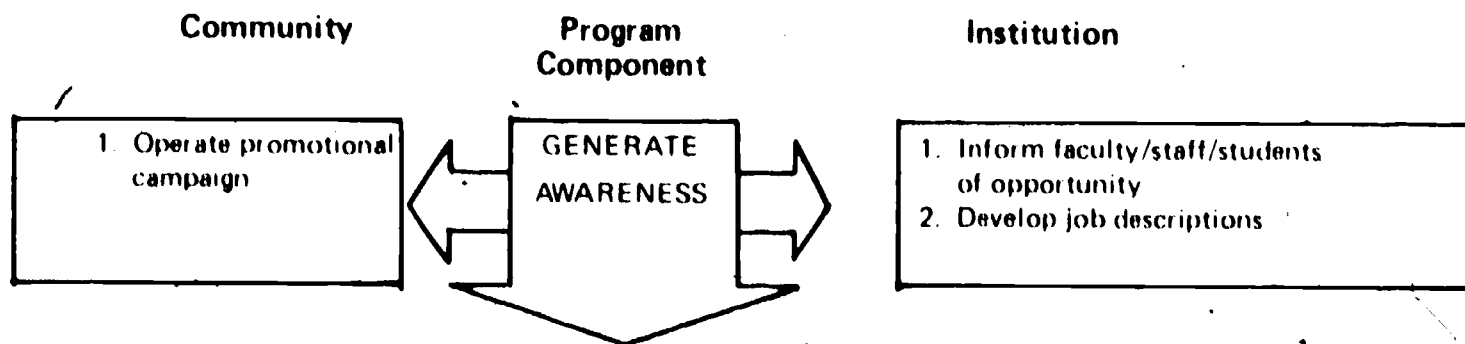 Community
Program
Component
Institution
1. Operate promotional
campaign
GENERATE
AWARENESS
1. Inform faculty/staff/students
of opportunity
2. Develop job descriptions